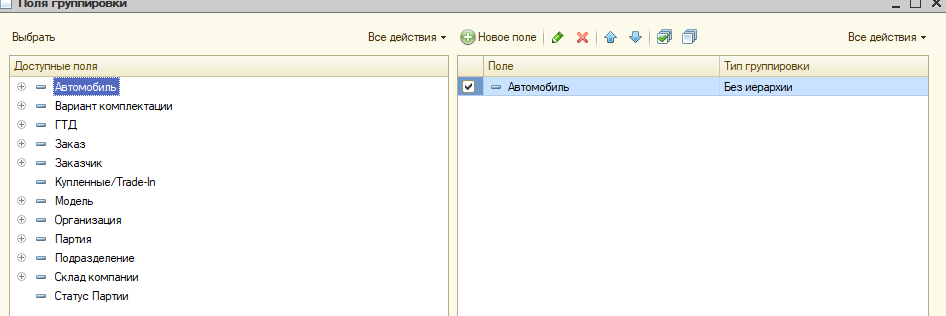 Поля группировки
Выбрать
Все действия
Новое поле
Все действия
Доступные поля
Автомобиль
Вариант комплектации
ГТД
Заказ
Заказчик
Купленные/Trade-In
Модель
Организация
Партия
Подразделение
Склад компании
Статус Партии
Поле Тип группировки
Автомобиль Без иерархии